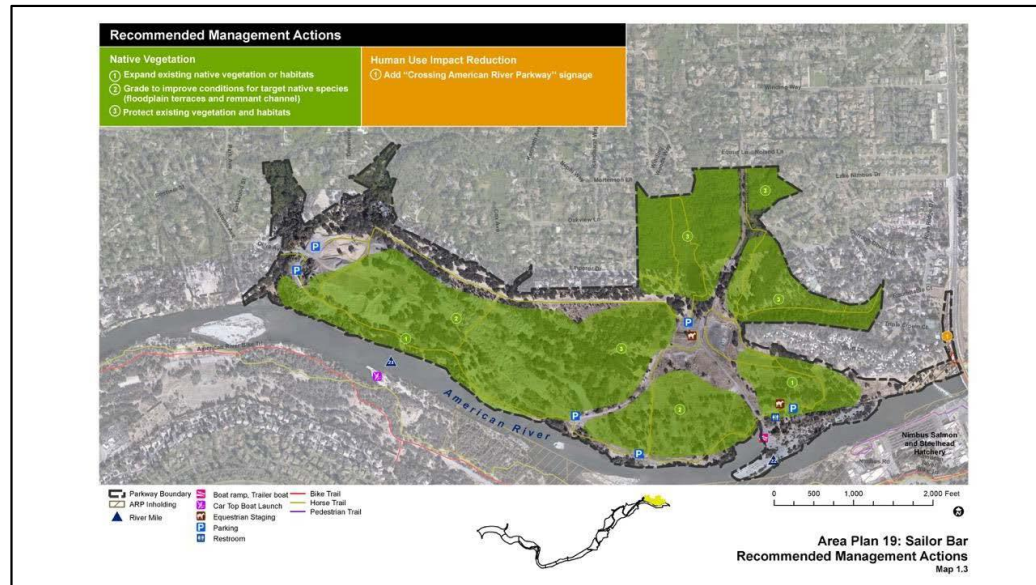 Recommended Management Actions
Native Vegetation
1 Expand existing native vegetation or habitats
2 Grade to improve conditions for target native species
(floodplain terraces and remnant channel)
3 Protect existing vegetation and habitats
Human Use Impact Reduction
1 Add “Crossing American River Parkway” signage
American River
Nimbus Salmon
and Steelhead
Hatchery
Parkway Boundary
ARP Inholding
River Mile
Boat ramp, Trailer boat
Car Top Boat Launch
Equestrian Staging
Parking
Restroom
Bike Trail
Horse Trail
Pedestrian Trail
0 500 1,000 2,000 Feet
Area Plan 19: Sailor Bar
Recommended Management Actions
Map 1.3